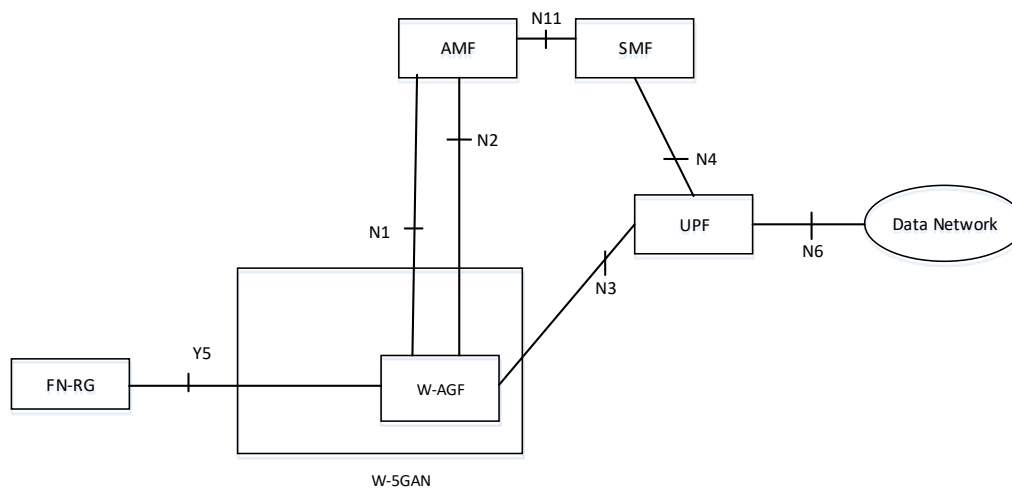 N11
AMF
SMF
N2
N4
N1
UPF
Data Network
N6
N3
Y5
FN-RG
W-AGF
W-5GAN